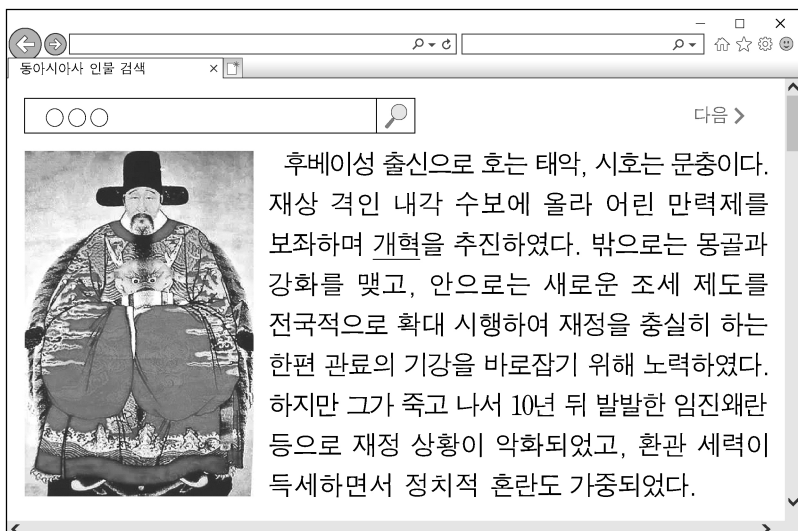 동아시아사 인물 검색
○○○
다음
후베이성 출신으로 호는 태악, 시호는 문충이다.
재상 격인 내각 수보에 올라 어린 만력제를
보좌하며 개혁을 추진하였다. 밖으로는 몽골과
강화를 맺고, 안으로는 새로운 조세 제도를
전국적으로 확대 시행하여 재정을 충실히 하는
한편 관료의 기강을 바로잡기 위해 노력하였다.
하지만 그가 죽고 나서 10년 뒤 발발한 임진왜란
등으로 재정 상황이 악화되었고, 환관 세력이
득세하면서 정치적 혼란도 가중되었다.